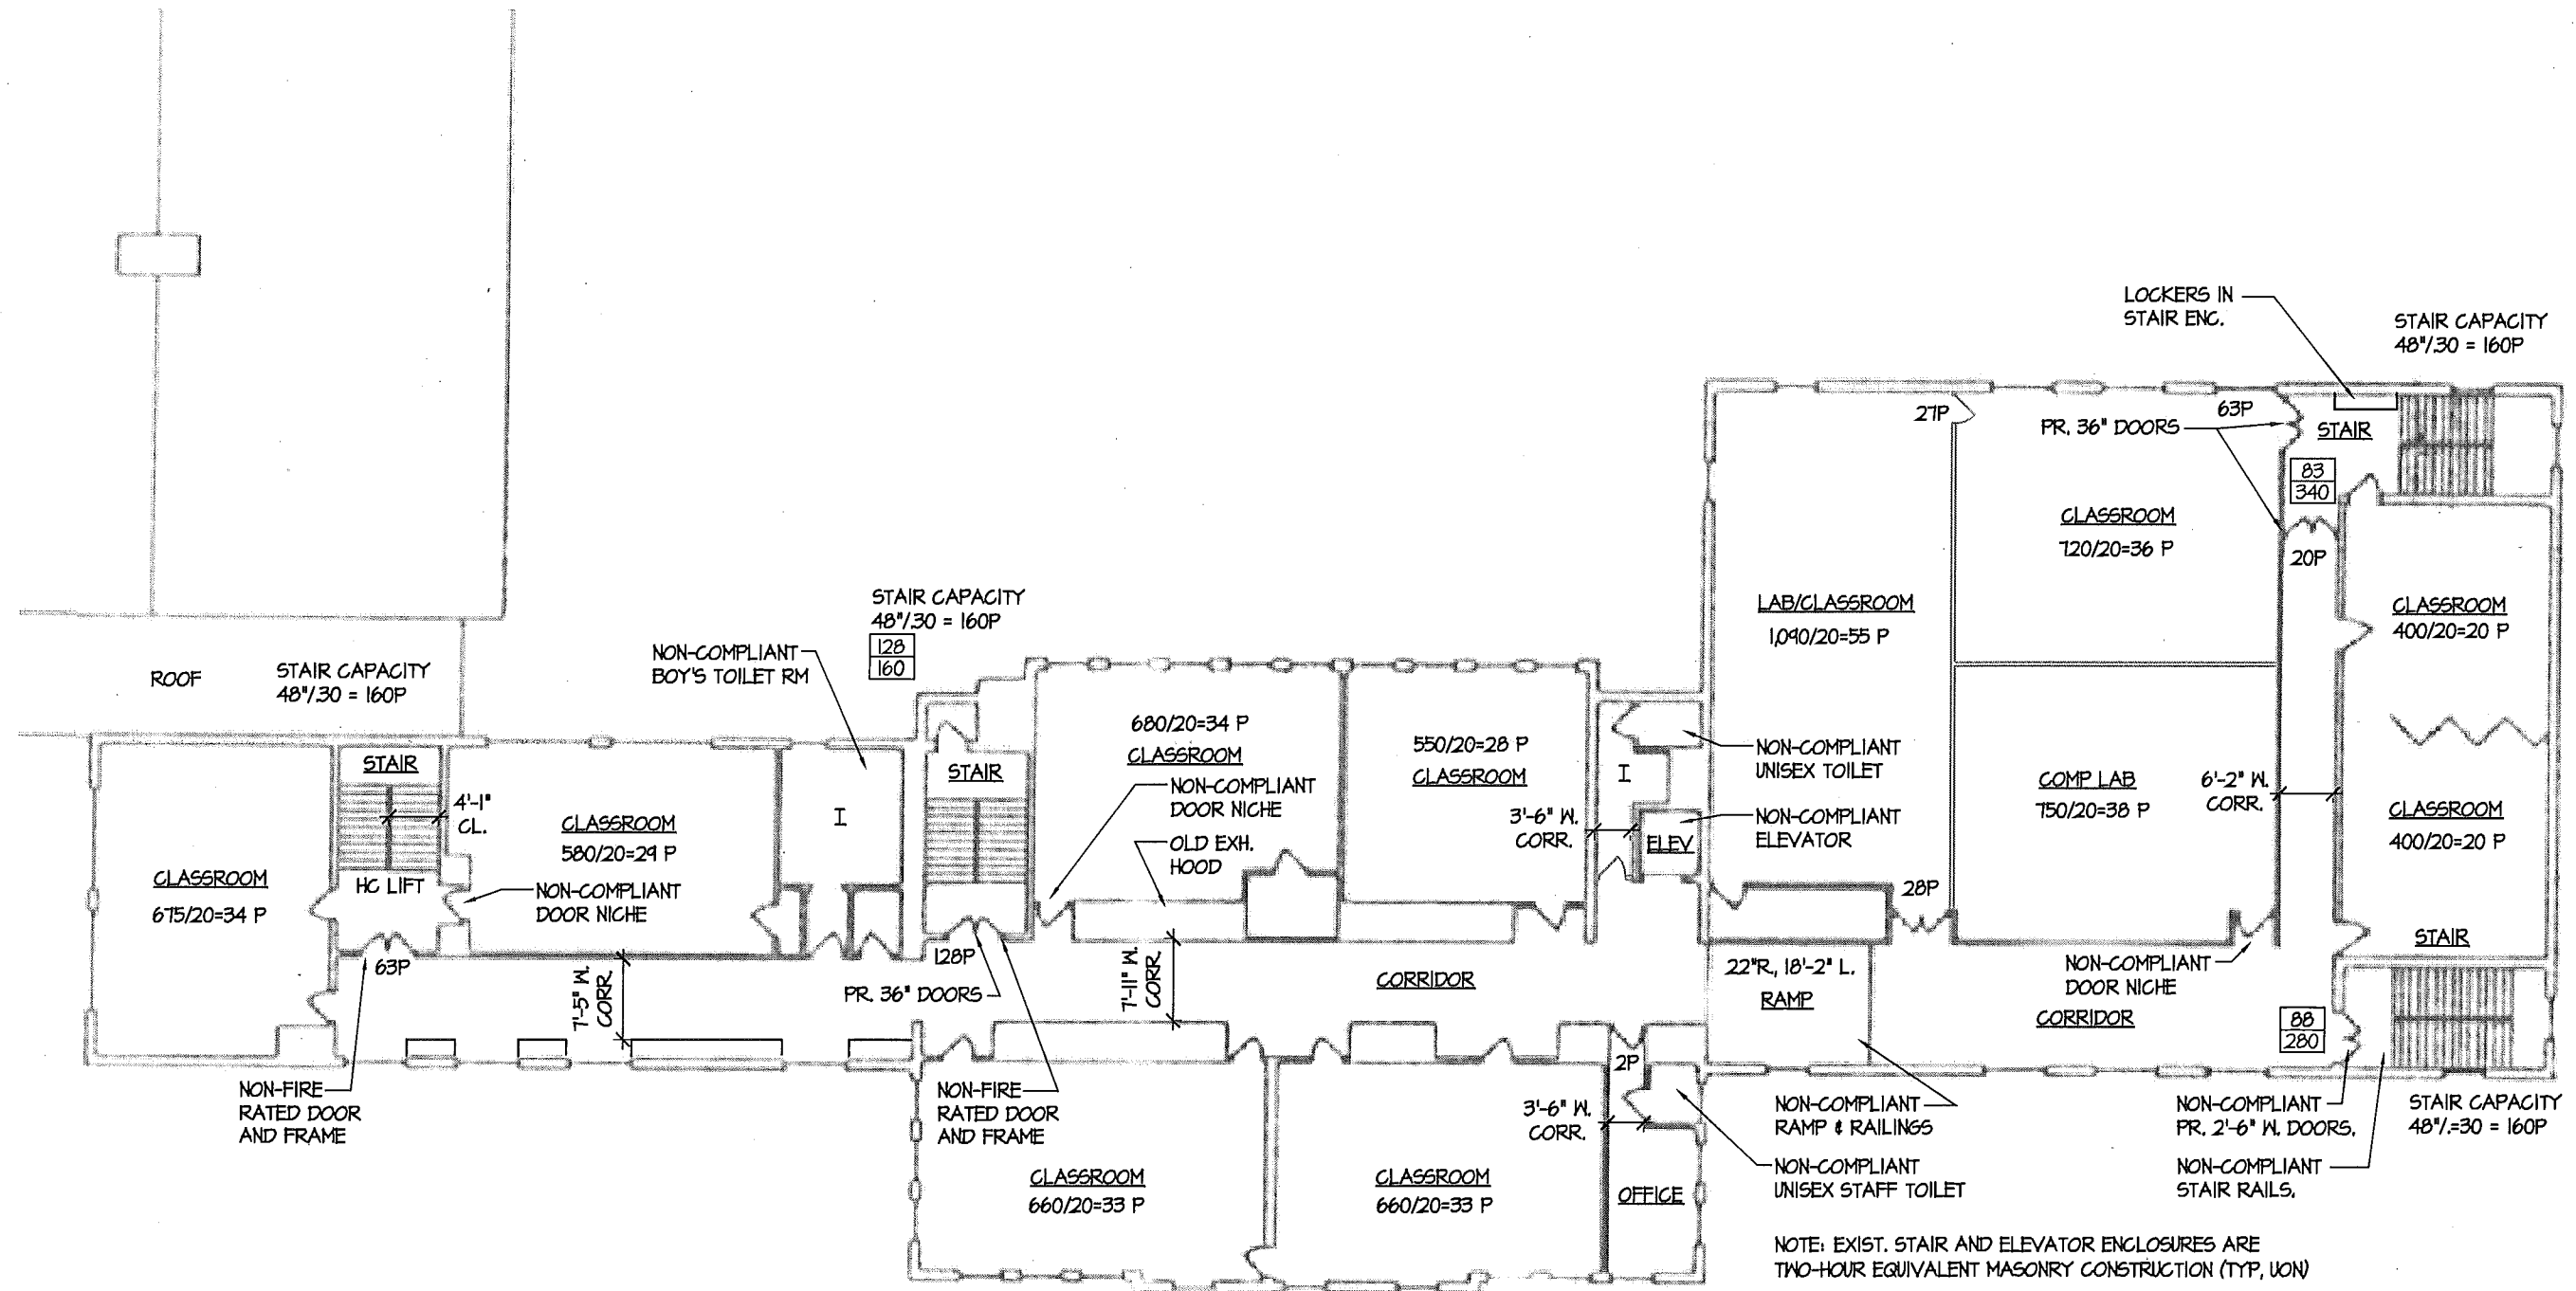 LOCKERS IN
STAIR ENC.
STAIR CAPACITY
48"/.30 = 160P
27P
63P
PR. 36" DOORS
STAIR
83
340
CLASSROOM
720/20=36 P
20P
LAB/CLASSROOM
1,090/20=55 P
CLASSROOM
400/20=20 P
STAIR CAPACITY
48"/.30 = 160P
128
160
NON-COMPLIANT
BOY'S TOILET RM
ROOF
STAIR CAPACITY
48"/.30 = 160P
680/20=34 P
CLASSROOM
550/20=28 P
CLASSROOM
NON-COMPLIANT
UNISEX TOILET
STAIR
4'-1"
CL.
CLASSROOM
580/20=29 P
I
STAIR
NON-COMPLIANT
DOOR NICHE
OLD EXH.
HOOD
I
3'-6" W.
CORR.
NON-COMPLIANT
ELEVATOR
ELEV
COMP LAB
750/20=38 P
6'-2" W.
CORR.
CLASSROOM
400/20=20 P
CLASSROOM
675/20=34 P
HC LIFT
NON-COMPLIANT
DOOR NICHE
28P
63P
7'-5" W.
CORR.
128P
PR. 36" DOORS
7'-11" W.
CORR.
CORRIDOR
22"R, 18'-2" L.
RAMP
NON-COMPLIANT
DOOR NICHE
CORRIDOR
STAIR
88
280
2P
NON-FIRE
RATED DOOR
AND FRAME
NON-FIRE
RATED DOOR
AND FRAME
3'-6" W.
CORR.
NON-COMPLIANT
RAMP & RAILINGS
NON-COMPLIANT
PR. 2'-6" W. DOORS.
STAIR CAPACITY
48"/.=30 = 160P
CLASSROOM
660/20=33 P
CLASSROOM
660/20=33 P
OFFICE
NON-COMPLIANT
UNISEX STAFF TOILET
NON-COMPLIANT
STAIR RAILS.
NOTE: EXIST. STAIR AND ELEVATOR ENCLOSURES ARE
TWO-HOUR EQUIVALENT MASONRY CONSTRUCTION (TYP, UON)